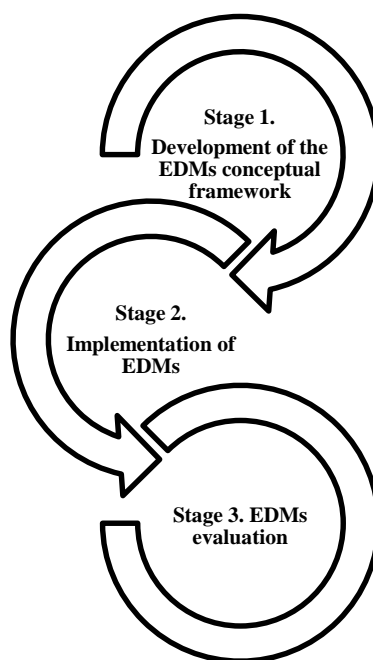 Stage 1.
Development of the
EDMs conceptual
framework
Stage 2.
Implementation of
EDMs
Stage 3. EDMs
evaluation